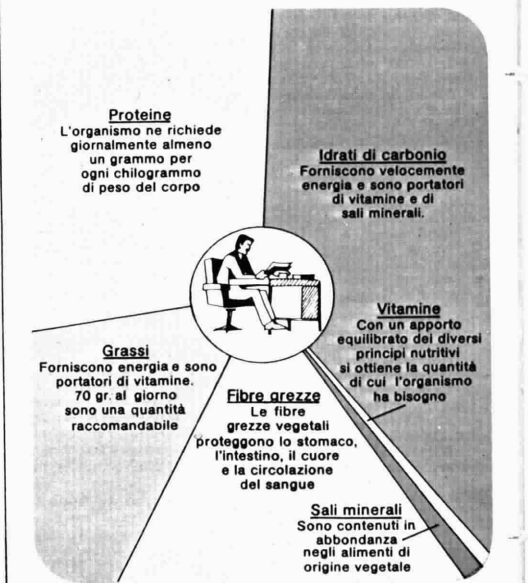 Proteine
L'organismo ne richiede
giornalmente almeno
un grammo per
ogni chilogrammo
di peso del corpo
Idrati di carbonio
Forniscono velocemente
energia e sono portatori
di vitamine e di
sali minerali.
Vitamine
Con un apporto
equilibrato dei diversi
principi nutritivi
si ottiene la quantità
di cui l'organismo
ha bisogno
Grassi
Forniscono energia e sono
portatori di vitamine.
70 gr. al giorno
sono una quantità
raccomandabile
Fibre grezze
Le fibre
grezze vegetali
proteggono lo stomaco,
l'intestino, il cuore
e la circolazione
del sangue
Sali minerali
Sono contenuti in
abbondanza
negli alimenti di
origine vegetale